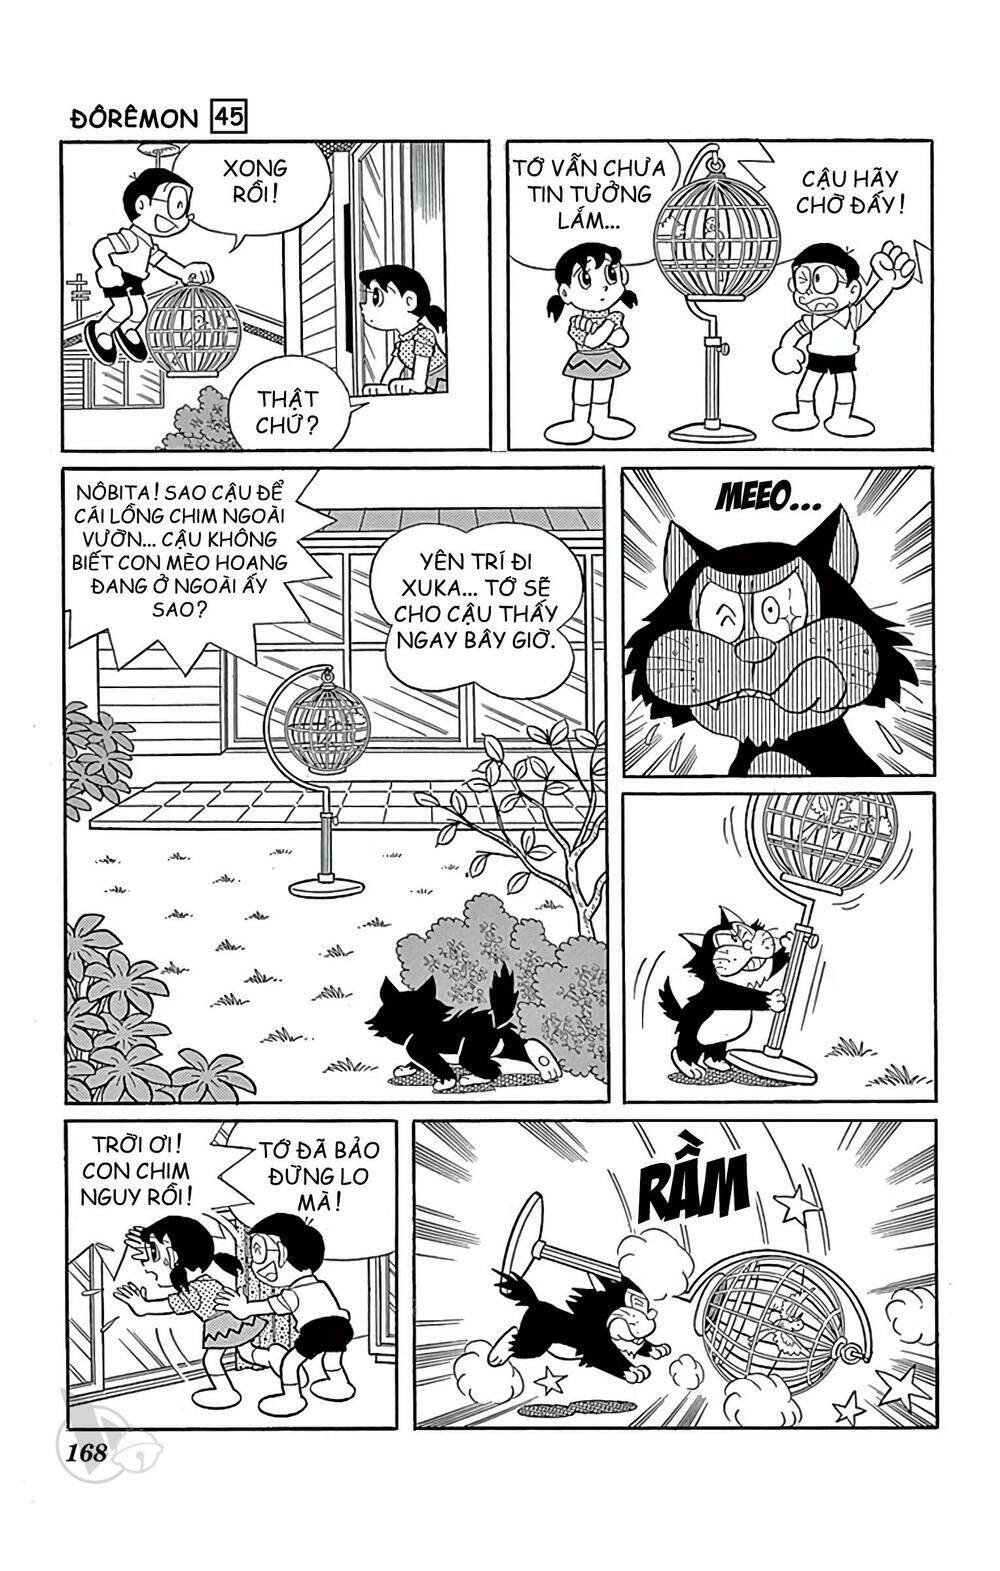 ĐÔRÊMON 45
XONG
RỒI!
THẬT
CHỨ?
TỚ VẪN CHƯA
TIN TƯỞNG
LẮM...
CẬU HÃY
CHỜ ĐẤY!
NÔBITA! SAO CẬU ĐỂ
CÁI LỒNG CHIM NGOÀI
VƯỜN... CẬU KHÔNG
BIẾT CON MÈO HOANG
ĐANG Ở NGOÀI ẤY
SAO?
YÊN TRÍ ĐI
XUKA... TỚ SẼ
CHO CẬU THẤY
NGAY BÂY GIỜ.
MEEO...
TRỜI ƠI!
CON CHIM
NGUY RỒI!
TỚ ĐÃ BẢO
ĐỪNG LO
MÀ!
RẦM
168